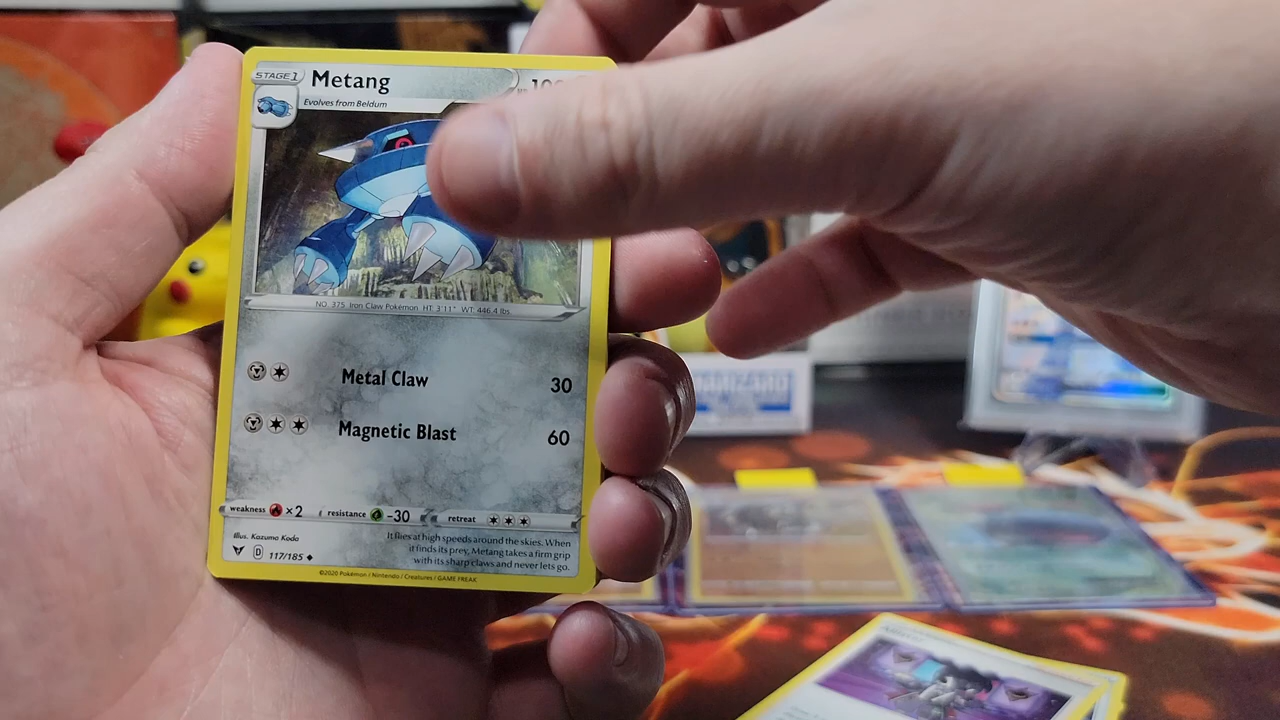 STAGE 1
Metang
Evolves from Beldum
NO. 375 Iron Claw Pokémon HT: 3'11" WT: 446.4 lbs.
Metal Claw 30
Magnetic Blast 60
weakness ×2 resistance -30 retreat
Illus. Kazuma Koda
D 117/185
It flies at high speeds around the skies. When
it finds its prey, Metang takes a firm grip
with its sharp claws and never lets go.
©2020 Pokémon / Nintendo / Creatures / GAME FREAK